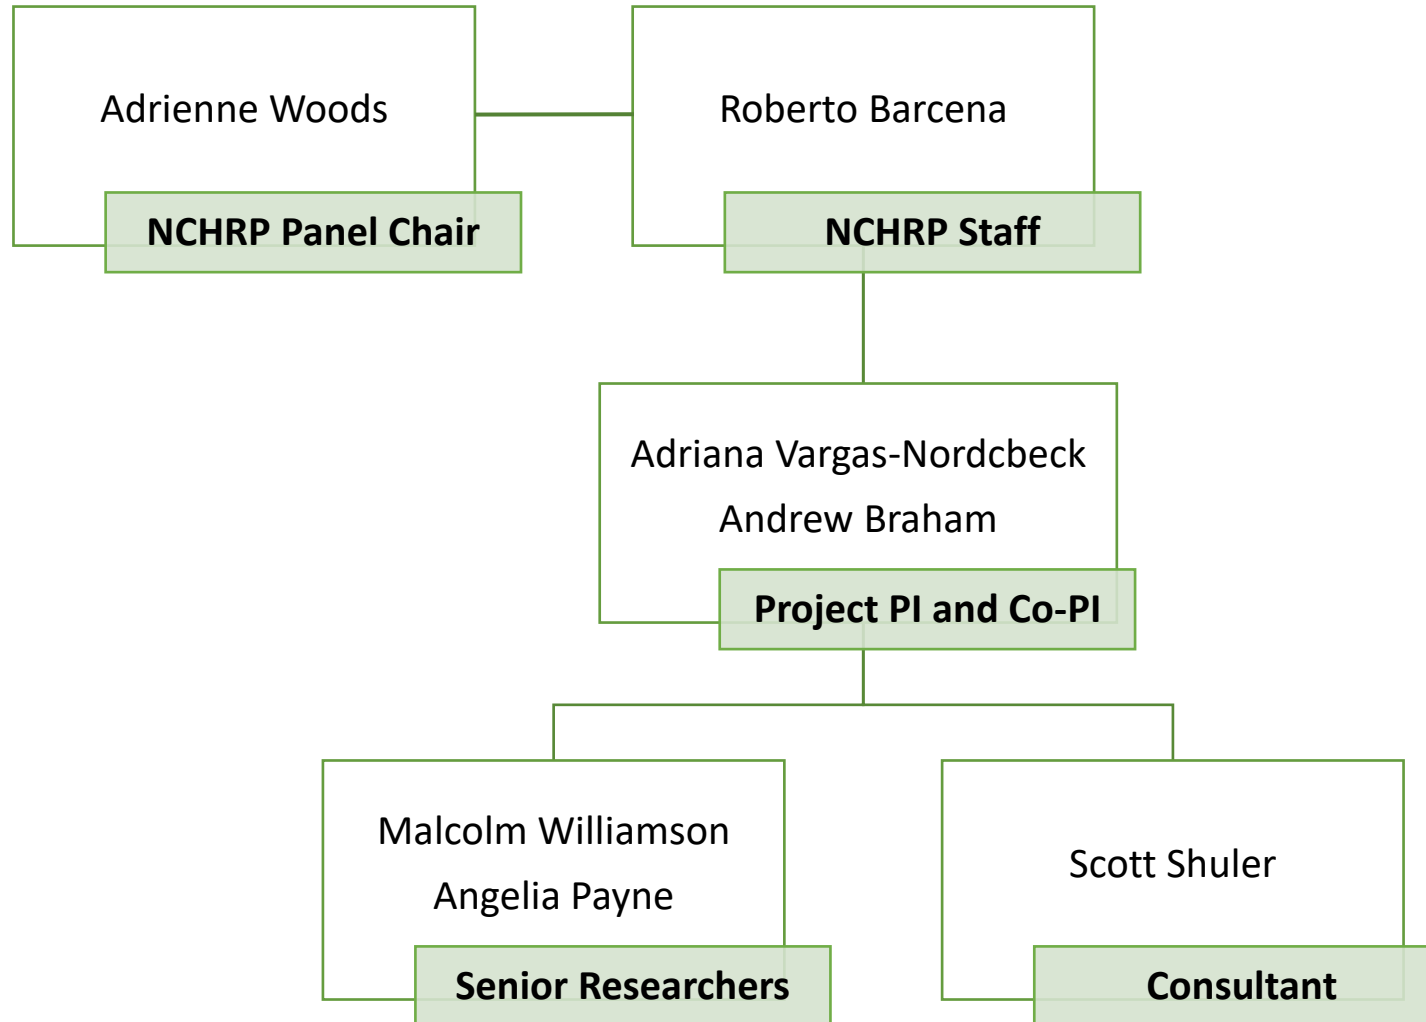 Adrienne Woods
NCHRP Panel Chair
Roberto Barcena
NCHRP Staff
Adriana Vargas-Nordcbeck
Andrew Braham
Project PI and Co-PI
Malcolm Williamson
Angelia Payne
Senior Researchers
Scott Shuler
Consultant